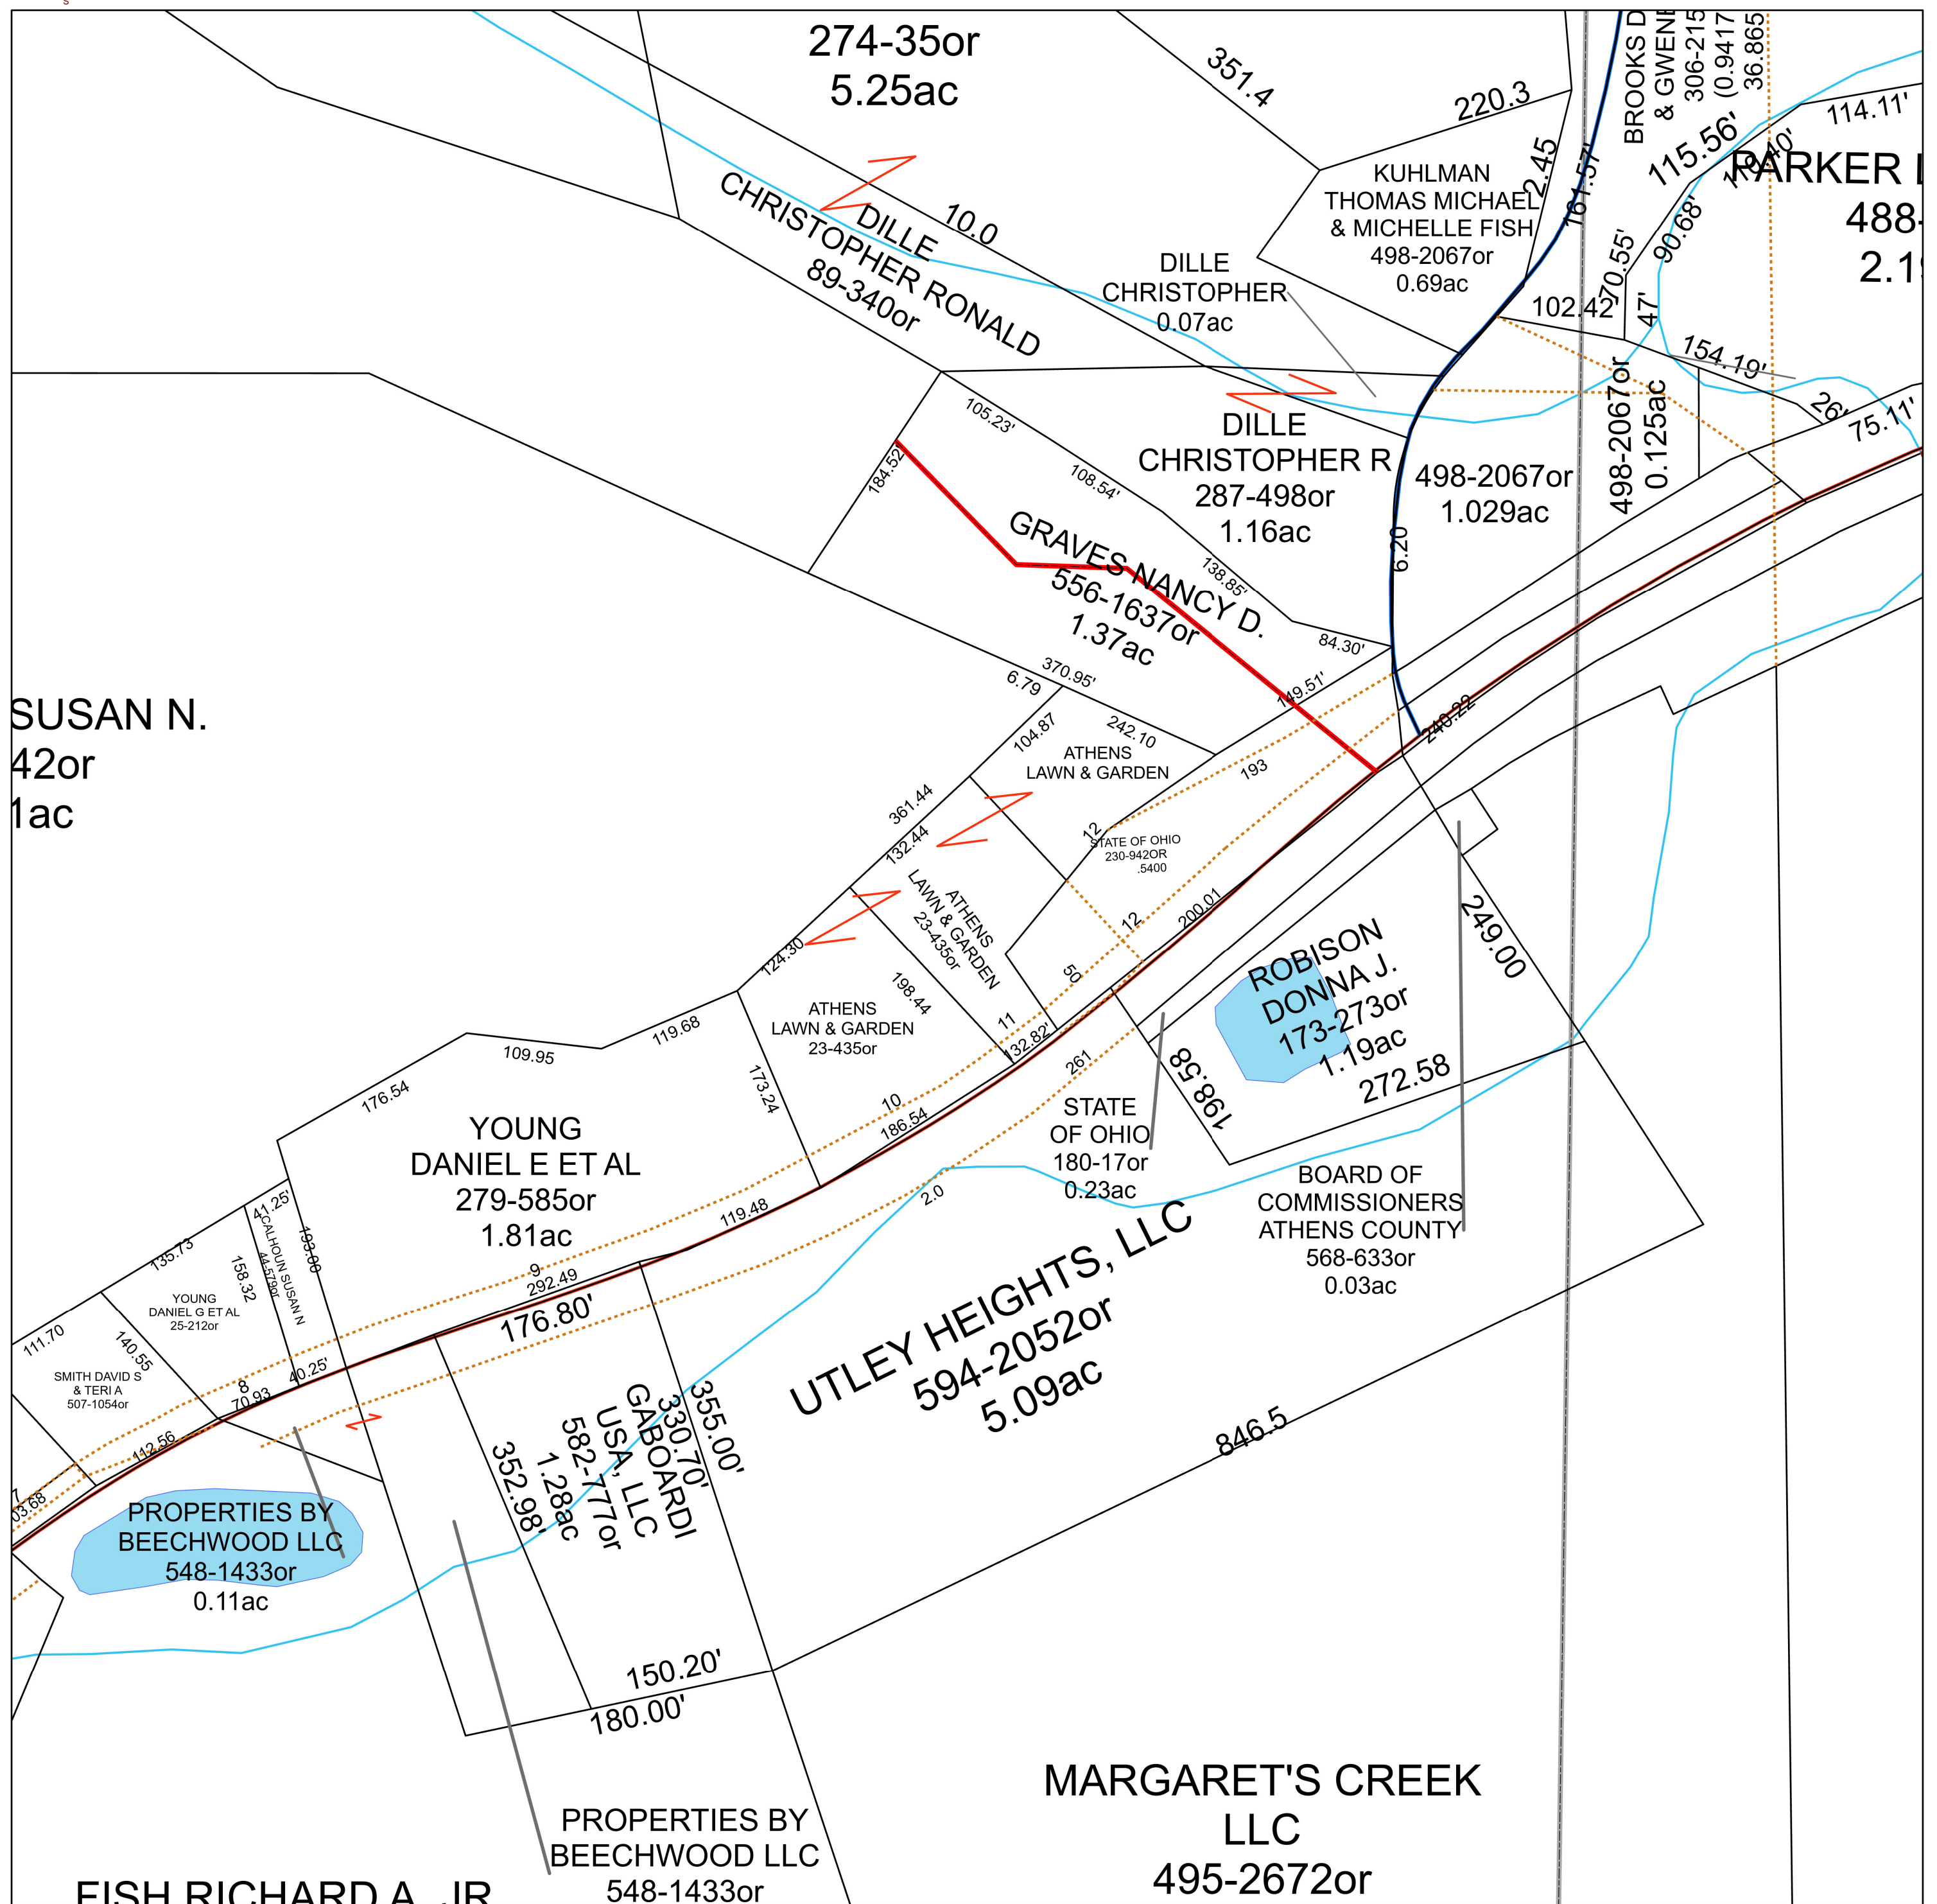 S
274-35or
5.25ac
351.4
220.3
2.45
161.57'
BROOKS D
& GWENE
306-215
(0.9417
36.865
115.56'
114.11'
PARKER L
488-
2.19
KUHLMAN
THOMAS MICHAEL
& MICHELLE FISH
498-2067or
0.69ac
DILLE
CHRISTOPHER RONALD
89-340or
10.0
DILLE
CHRISTOPHER
0.07ac
70.55'
90.68'
47'
102.42'
154.19'
26'
75.11'
498-2067or
0.125ac
105.23'
184.52'
108.54'
DILLE
CHRISTOPHER R
287-498or
1.16ac
498-2067or
1.029ac
6.20
GRAVES NANCY D.
556-1637or
1.37ac
138.85'
84.30'
149.51'
240.22
370.95'
6.79
104.87
242.10
ATHENS
LAWN & GARDEN
193
SUSAN N.
42or
1ac
361.44
132.44
12
STATE OF OHIO
230-942OR
.5400
ATHENS
LAWN & GARDEN
23-435or
12
200.01
50
124.30
198.44
11
132.82'
ATHENS
LAWN & GARDEN
23-435or
249.00
ROBISON
DONNA J.
173-273or
1.19ac
272.58
198.58
261
STATE
OF OHIO
180-17or
0.23ac
BOARD OF
COMMISSIONERS
ATHENS COUNTY
568-633or
0.03ac
176.54
109.95
119.68
173.24
10
186.54
YOUNG
DANIEL E ET AL
279-585or
1.81ac
119.48
2.0
9
292.49
176.80'
41.25'
CALHOUN SUSAN N
44-579or
193.00
135.73
158.32
YOUNG
DANIEL G ET AL
25-212or
111.70
140.55
SMITH DAVID S
& TERI A
507-1054or
8
70.93
40.25'
112.56
7
03.68
UTLEY HEIGHTS, LLC
594-2052or
5.09ac
846.5
355.00'
330.70'
GABOARDI
USA, LLC
582-777or
1.28ac
352.98'
PROPERTIES BY
BEECHWOOD LLC
548-1433or
0.11ac
150.20'
180.00'
MARGARET'S CREEK
LLC
495-2672or
PROPERTIES BY
BEECHWOOD LLC
548-1433or
FISH RICHARD A. JR